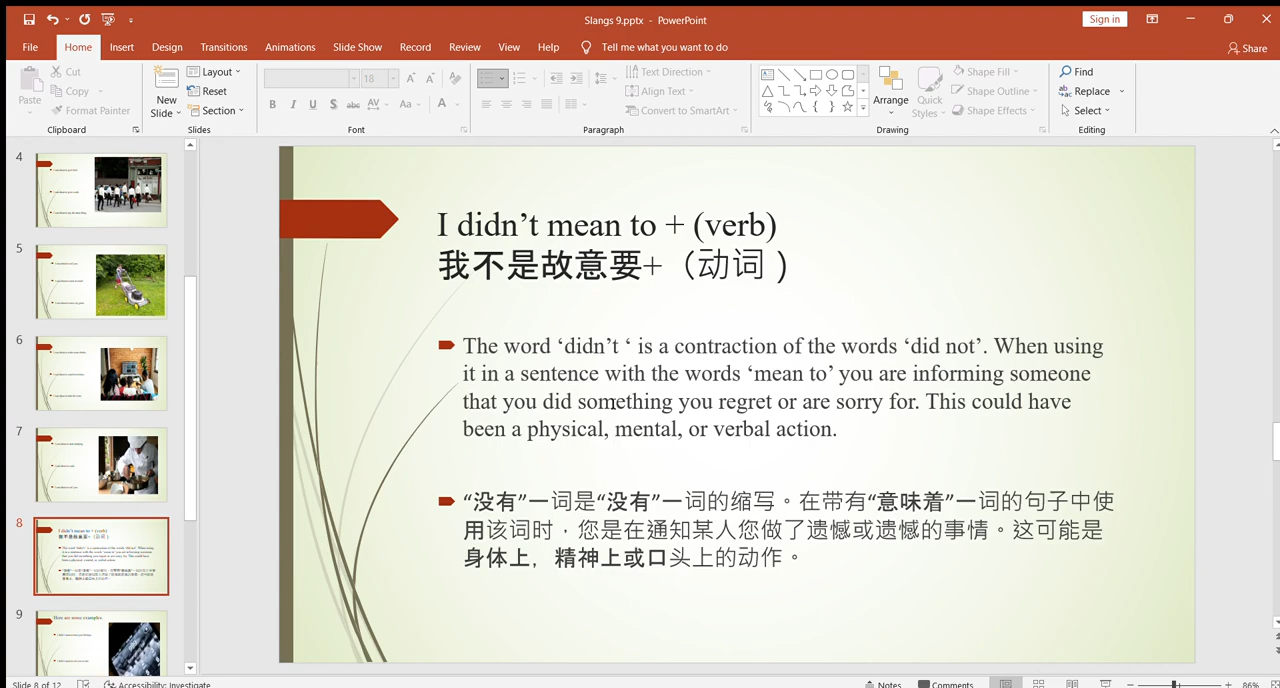 Slangs 9.pptx - PowerPoint
Sign in
File Home Insert Design Transitions Animations Slide Show Record Review View Help Tell me what you want to do
Share
Paste
Cut
Copy
Format Painter
Clipboard
New
Slide
Layout
Reset
Section
Slides
18
Font
Text Direction
Align Text
Convert to SmartArt
Paragraph
Arrange
Quick
Styles
Shape Fill
Shape Outline
Shape Effects
Drawing
Find
Replace
Select
Editing
4
5
6
7
8
9
Here are some examples
I didn’t mean to + (verb)
我不是故意要+（动词 ）
The word ‘didn’t ‘ is a contraction of the words ‘did not’. When using
it in a sentence with the words ‘mean to’ you are informing someone
that you did something you regret or are sorry for. This could have
been a physical, mental, or verbal action.
“没有”一词是“没有”一词的缩写。在带有“意味着”一词的句子中使
用该词时，您是在通知某人您做了遗憾或遗憾的事情。这可能是
身体上，精神上或口头上的动作。
Slide 8 of 12
Accessibility: Investigate
Notes
Comments
86%